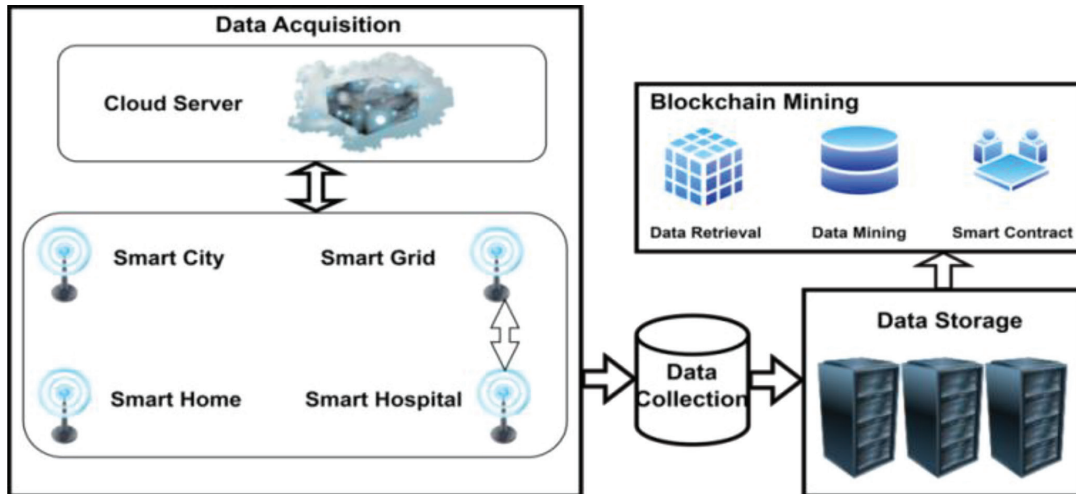 Data Acquisition
Cloud Server
Smart City
Smart Grid
Smart Home
Smart Hospital
Data
Collection
Data Storage
Blockchain Mining
Data Retrieval
Data Mining
Smart Contract